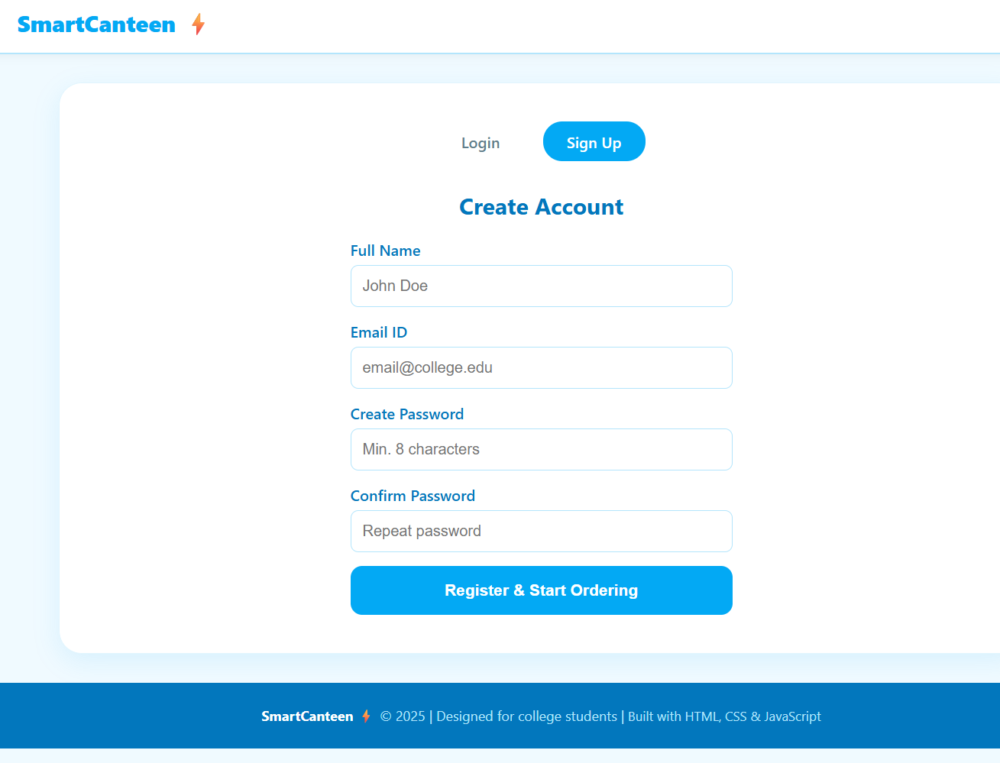 SmartCanteen ⚡
Login
Sign Up
Create Account
Full Name
John Doe
Email ID
email@college.edu
Create Password
Min. 8 characters
Confirm Password
Repeat password
Register & Start Ordering
SmartCanteen ⚡ © 2025 | Designed for college students | Built with HTML, CSS & JavaScript